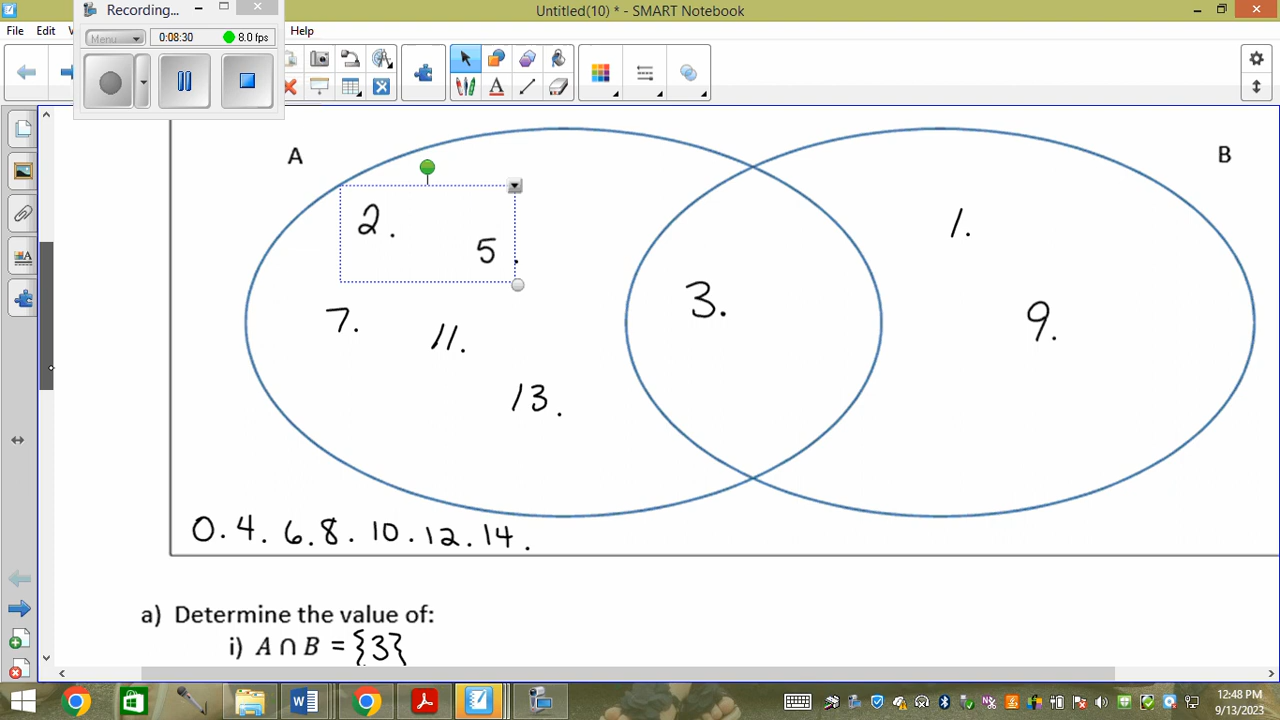 Recording...
Untitled(10) * - SMART Notebook
Menu
0:08:30
8.0 fps
File Edit
Help
A
B
2.
5.
1.
7.
11.
3.
9.
13.
0. 4. 6. 8. 10. 12. 14.
a) Determine the value of:
i) A ∩ B = {3}
12:48 PM
9/13/2023